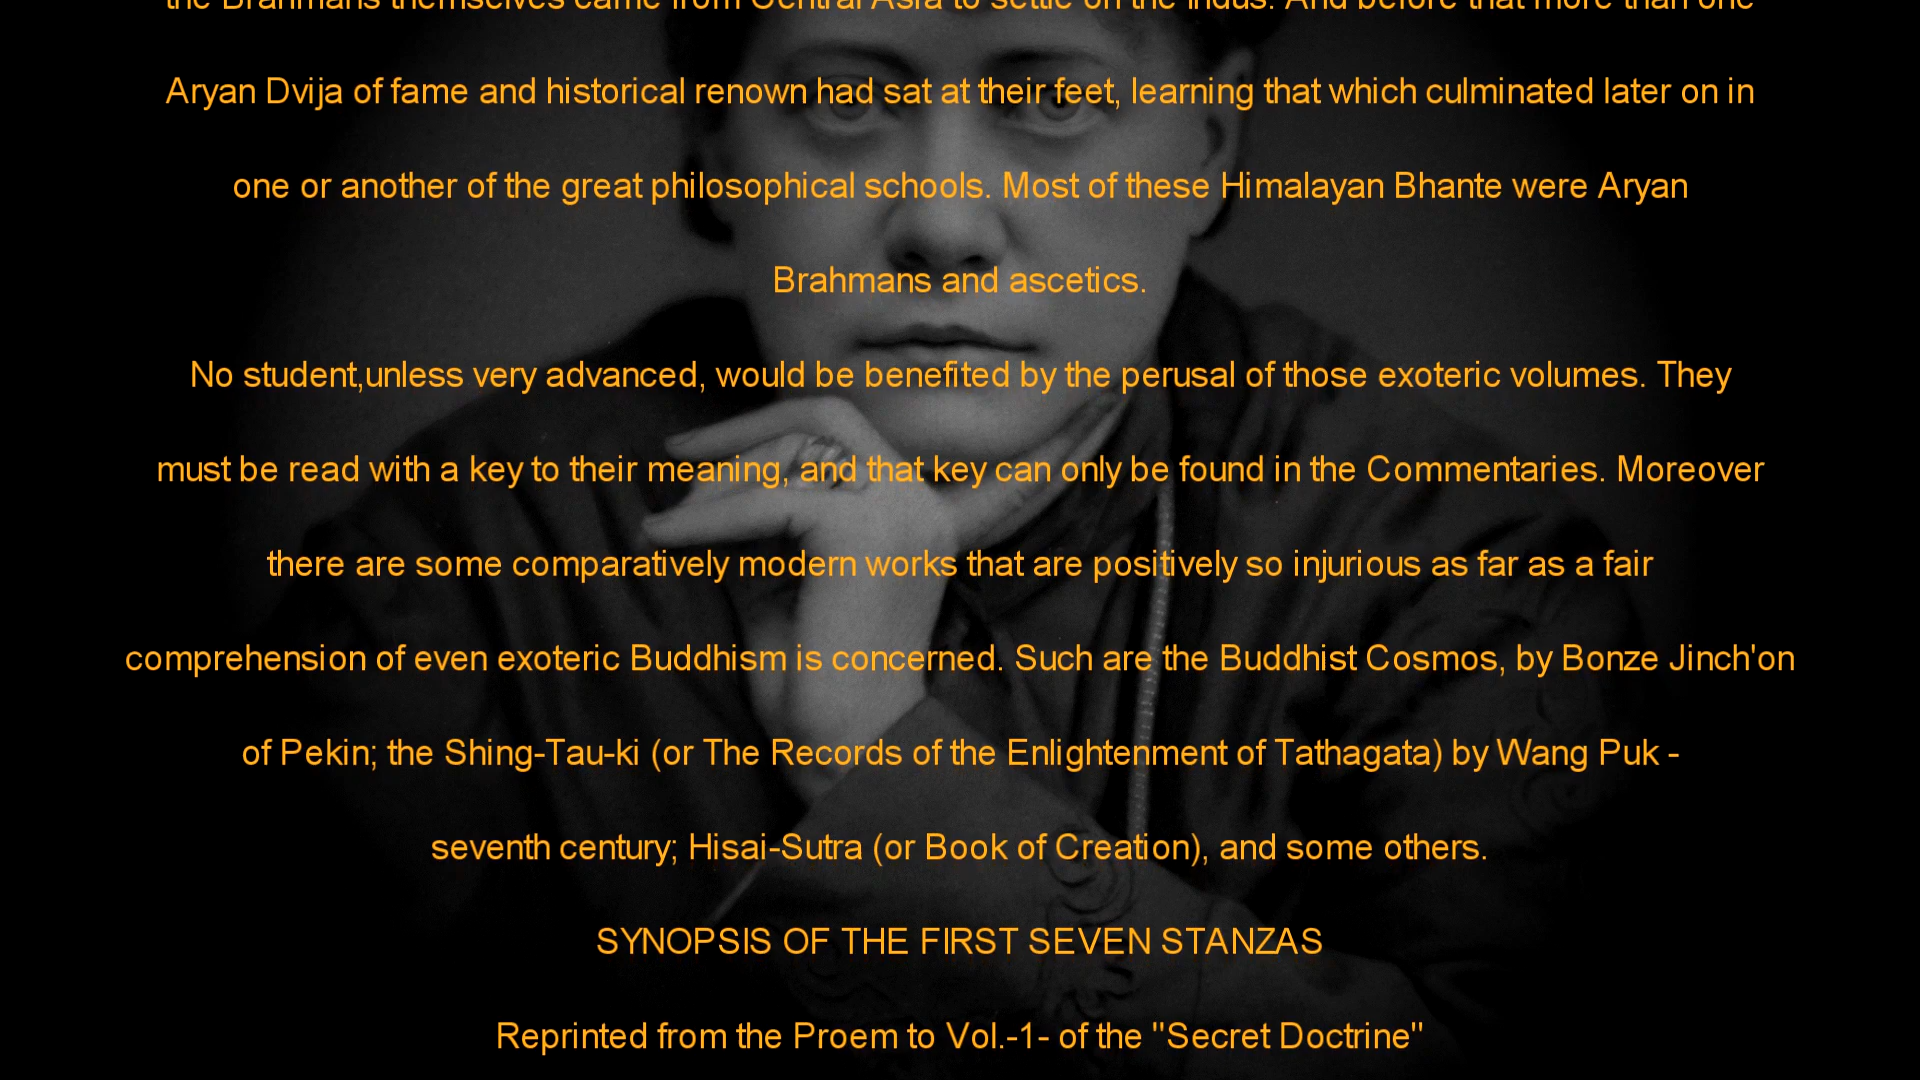 the Brahmans themselves came from Central Asia to settle on the Indus. And before that more than one
Aryan Dvija of fame and historical renown had sat at their feet, learning that which culminated later on in
one or another of the great philosophical schools. Most of these Himalayan Bhante were Aryan
Brahmans and ascetics.
No student,unless very advanced, would be benefited by the perusal of those exoteric volumes. They
must be read with a key to their meaning, and that key can only be found in the Commentaries. Moreover
there are some comparatively modern works that are positively so injurious as far as a fair
comprehension of even exoteric Buddhism is concerned. Such are the Buddhist Cosmos, by Bonze Jinch'on
of Pekin; the Shing-Tau-ki (or The Records of the Enlightenment of Tathagata) by Wang Puk -
seventh century; Hisai-Sutra (or Book of Creation), and some others.
SYNOPSIS OF THE FIRST SEVEN STANZAS
Reprinted from the Proem to Vol.-1- of the "Secret Doctrine"